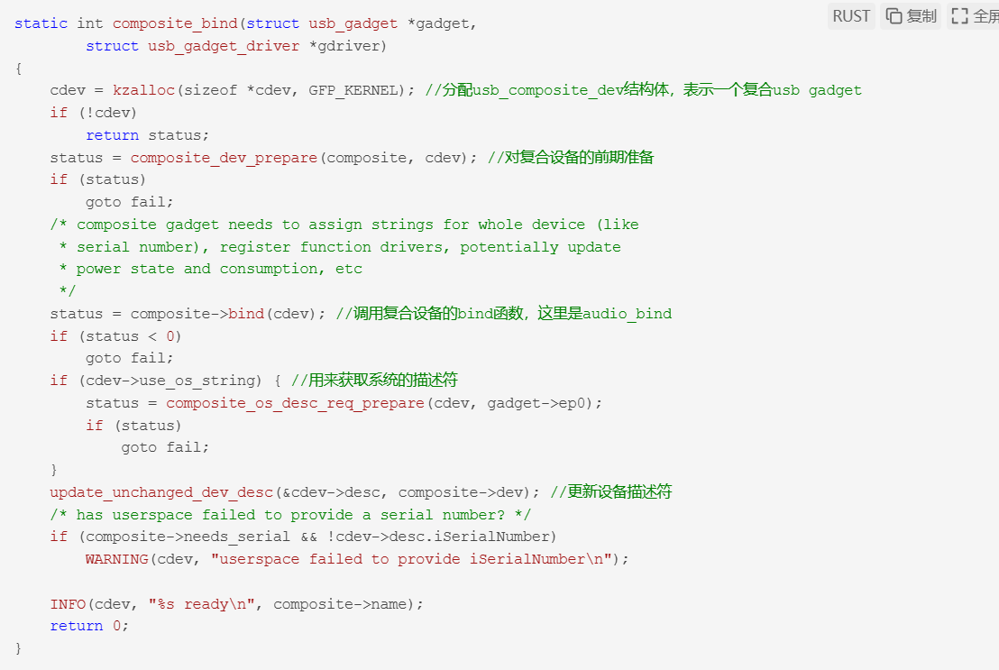 RUST 复制 全屏
static int composite_bind(struct usb_gadget *gadget,
        struct usb_gadget_driver *gdriver)
{
    cdev = kzalloc(sizeof *cdev, GFP_KERNEL); //分配usb_composite_dev结构体，表示一个复合usb gadget
    if (!cdev)
        return status;
    status = composite_dev_prepare(composite, cdev); //对复合设备的前期准备
    if (status)
        goto fail;
    /* composite gadget needs to assign strings for whole device (like
     * serial number), register function drivers, potentially update
     * power state and consumption, etc
     */
    status = composite->bind(cdev); //调用复合设备的bind函数，这里是audio_bind
    if (status < 0)
        goto fail;
    if (cdev->use_os_string) { //用来获取系统的描述符
        status = composite_os_desc_req_prepare(cdev, gadget->ep0);
        if (status)
            goto fail;
    }
    update_unchanged_dev_desc(&cdev->desc, composite->dev); //更新设备描述符
    /* has userspace failed to provide a serial number? */
    if (composite->needs_serial && !cdev->desc.iSerialNumber)
        WARNING(cdev, "userspace failed to provide iSerialNumber\n");
    INFO(cdev, "%s ready\n", composite->name);
    return 0;
}